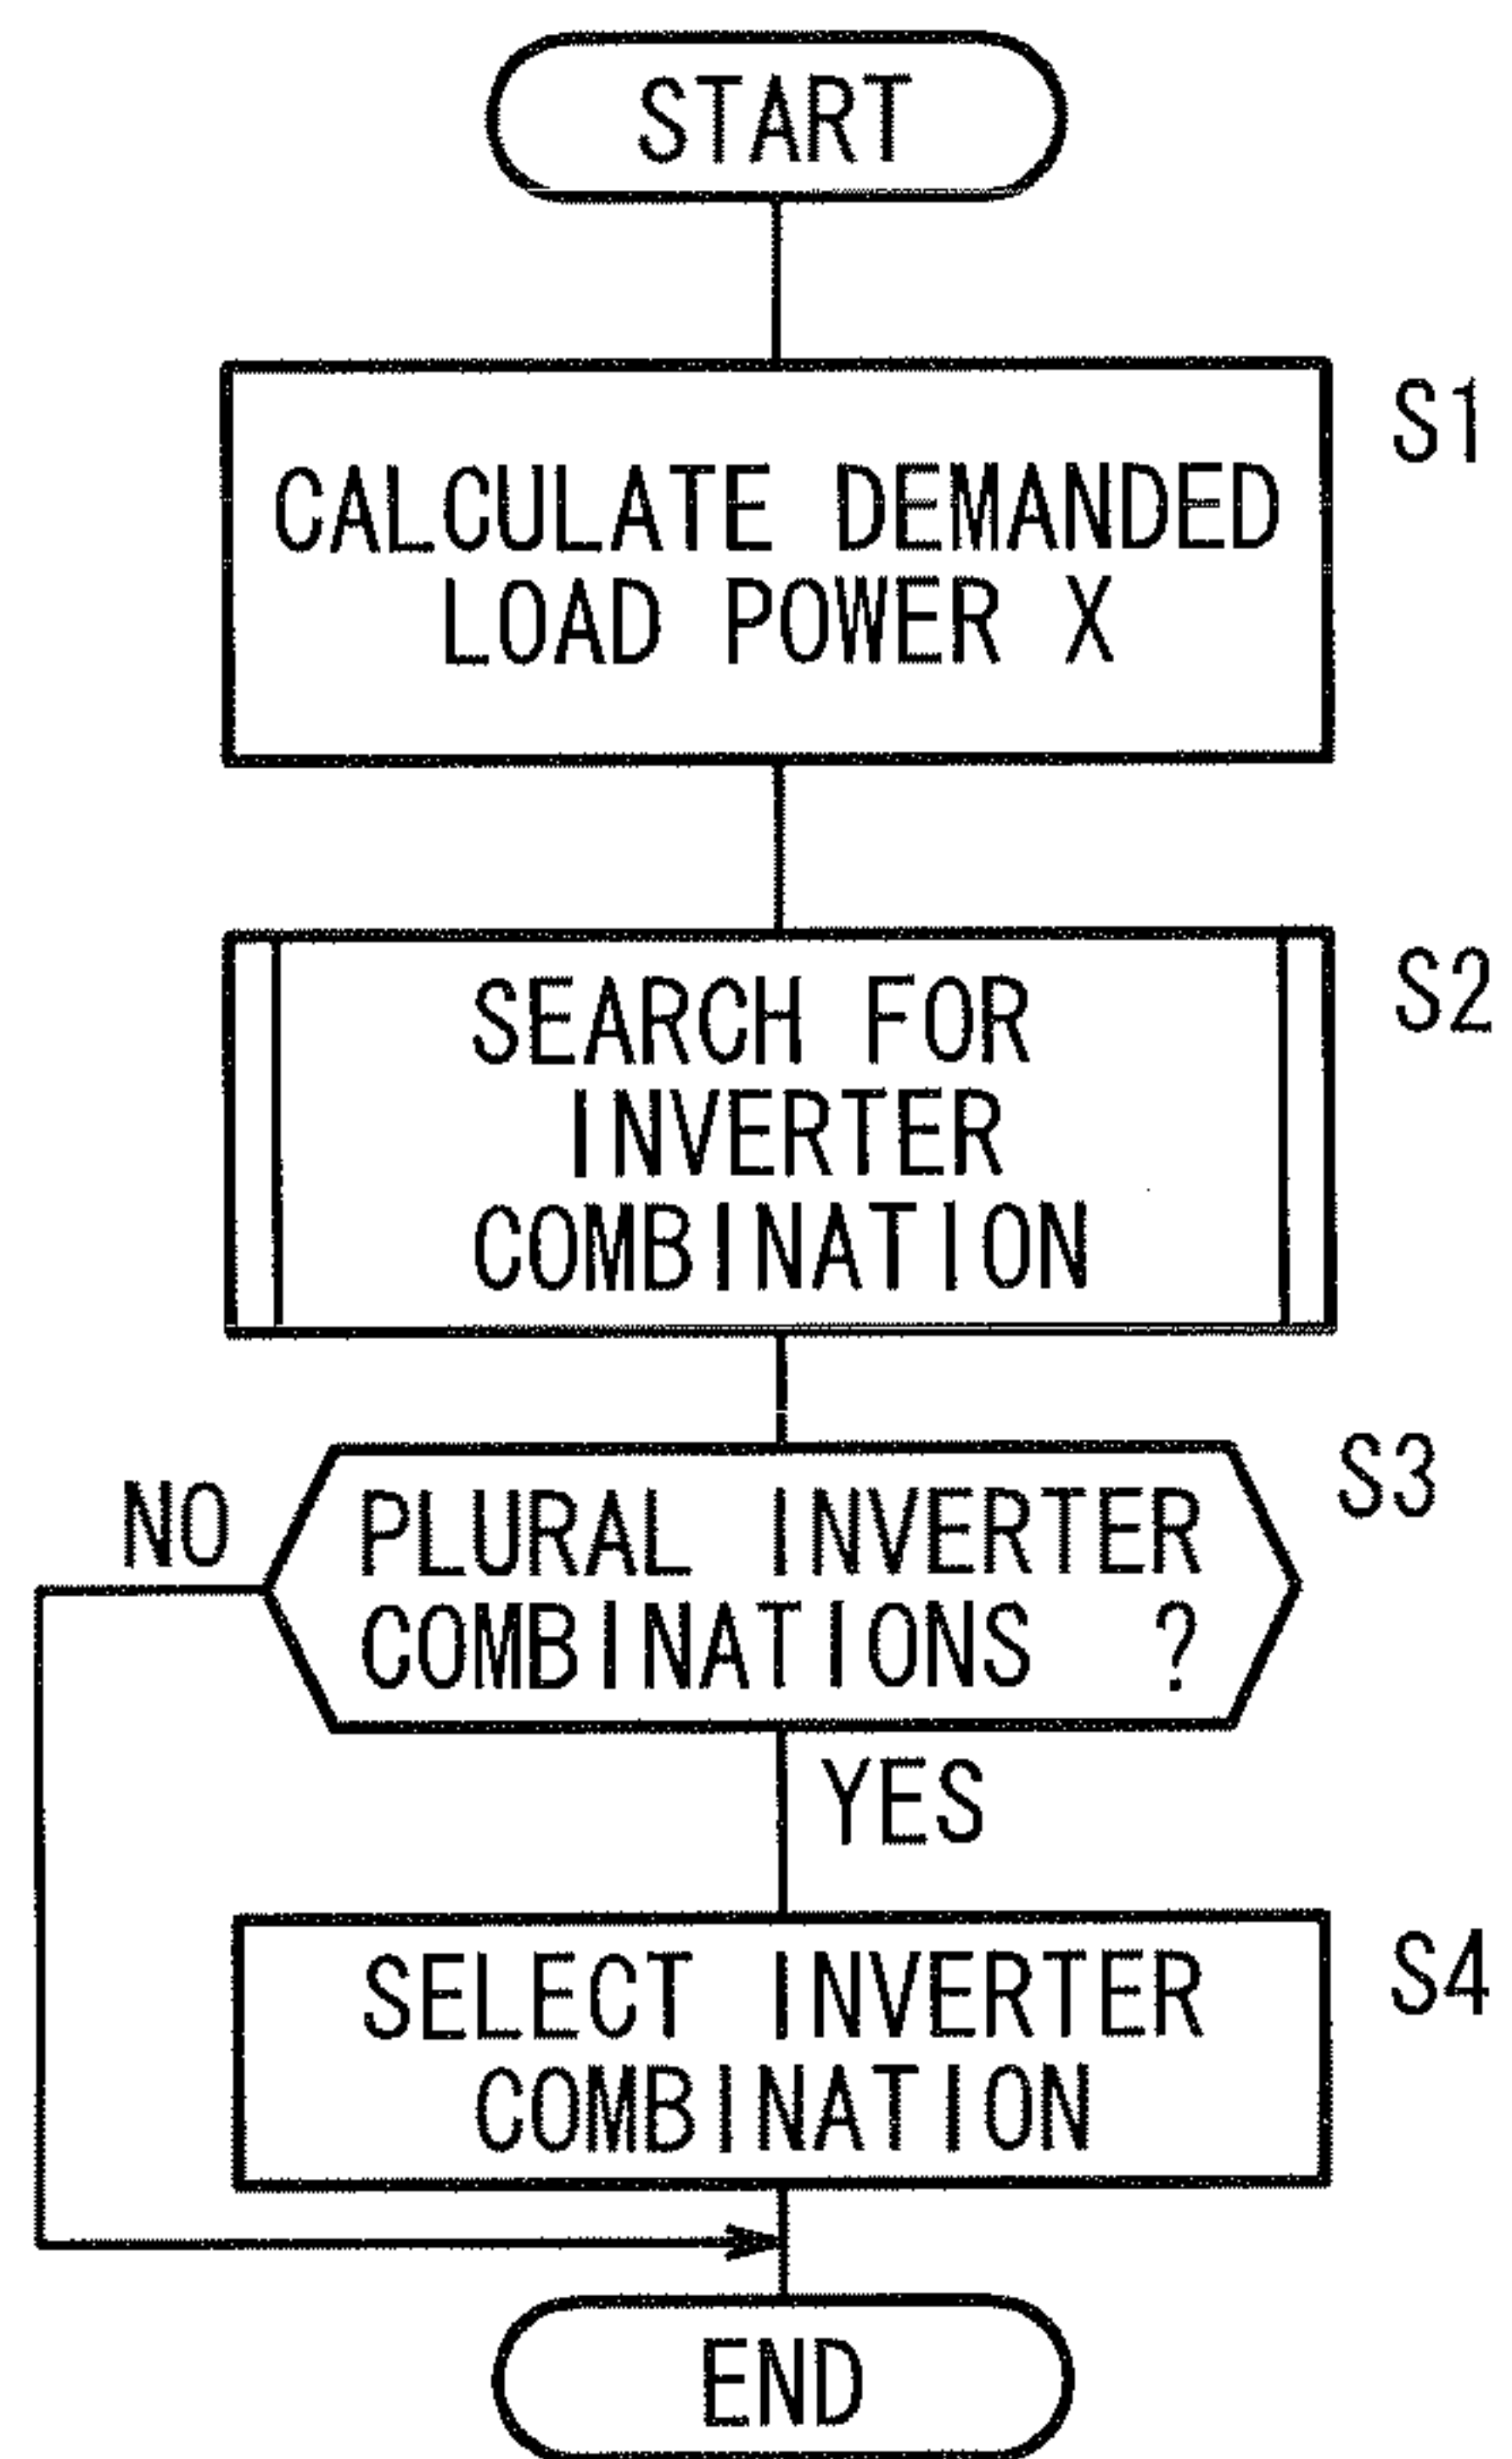 START
S1
CALCULATE DEMANDED
LOAD POWER X
S2
SEARCH FOR
INVERTER
COMBINATION
S3
NO
PLURAL INVERTER
COMBINATIONS ?
YES
S4
SELECT INVERTER
COMBINATION
END